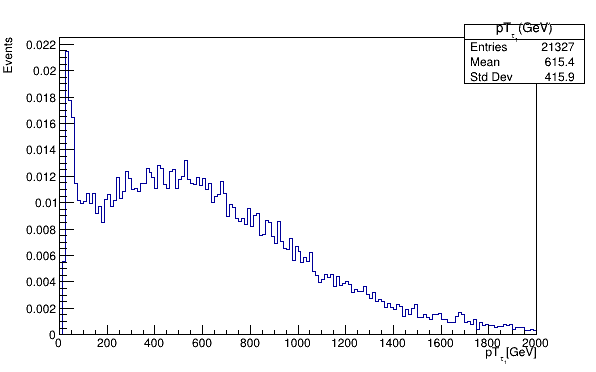 pT_τ1 (GeV)
Entries 21327
Mean 615.4
Std Dev 415.9
Events
0.022
0.02
0.018
0.016
0.014
0.012
0.01
0.008
0.006
0.004
0.002
0
0 200 400 600 800 1000 1200 1400 1600 1800 2000
pT_τ1 [GeV]